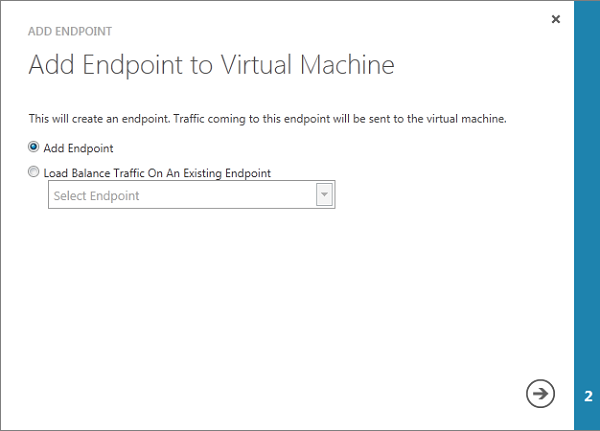 ADD ENDPOINT
Add Endpoint to Virtual Machine
This will create an endpoint. Traffic coming to this endpoint will be sent to the virtual machine.
Add Endpoint
Load Balance Traffic On An Existing Endpoint
Select Endpoint
2